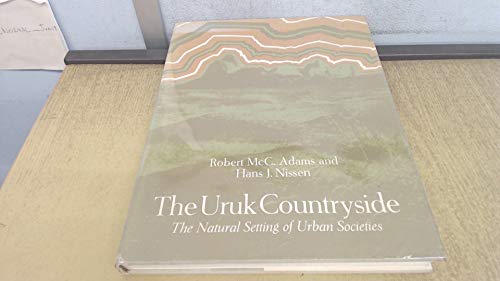 Robert McC. Adams and
Hans J. Nissen
The Uruk Countryside
The Natural Setting of Urban Societies